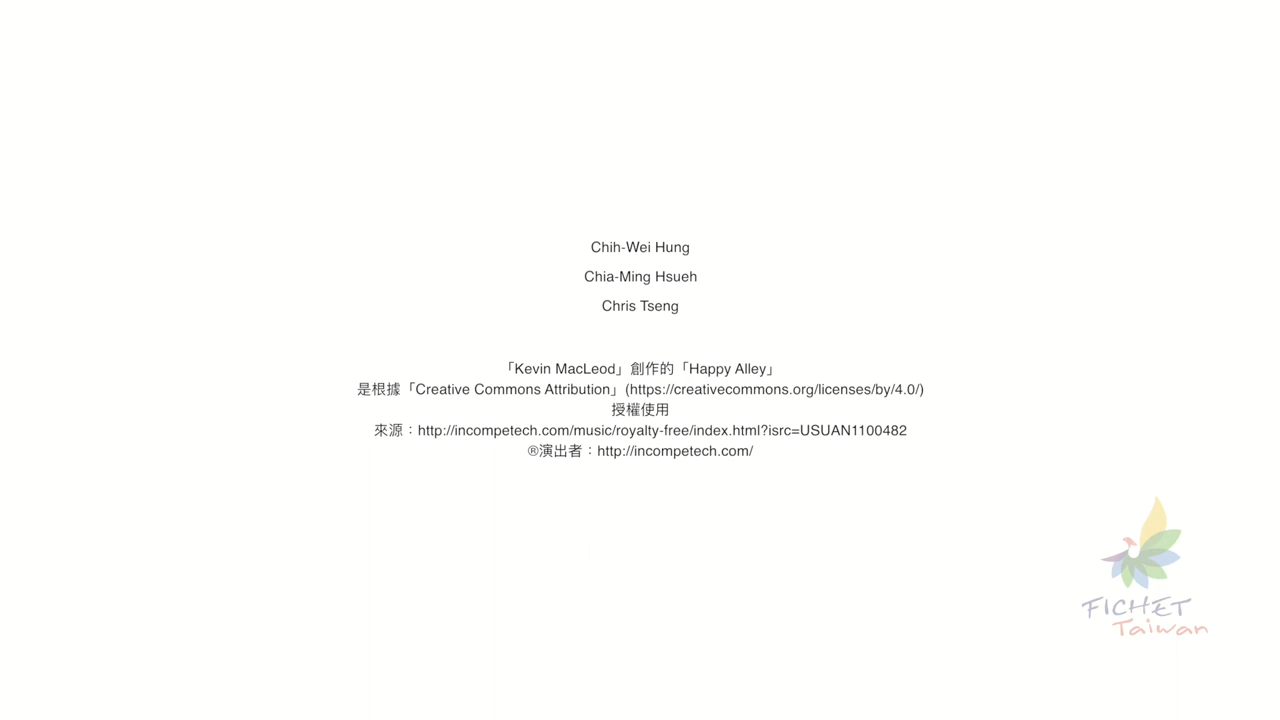 Chih-Wei Hung
Chia-Ming Hsueh
Chris Tseng
「Kevin MacLeod」創作的「Happy Alley」
是根據「Creative Commons Attribution」(https://creativecommons.org/licenses/by/4.0/)
授權使用
來源：http://incompetech.com/music/royalty-free/index.html?isrc=USUAN1100482
®演出者：http://incompetech.com/
FICHET
Taiwan